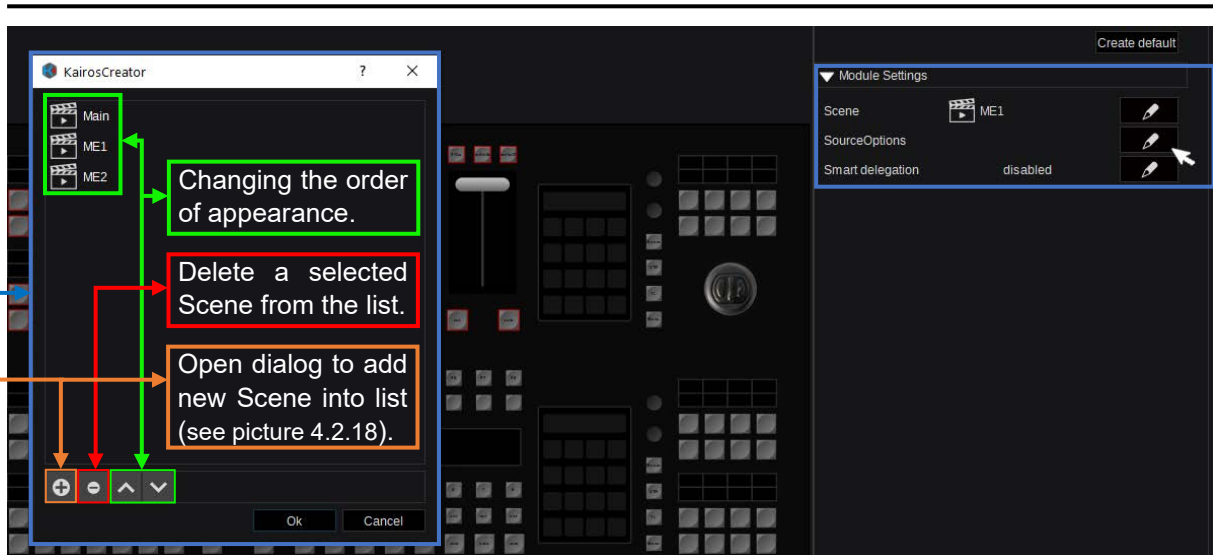 Create default
KairosCreator
?
Module Settings
Main
ME1
ME2
Scene ME1
SourceOptions
Smart delegation disabled
Changing the order
of appearance.
Delete a selected
Scene from the list.
Open dialog to add
new Scene into list
(see picture 4.2.18).
Ok Cancel